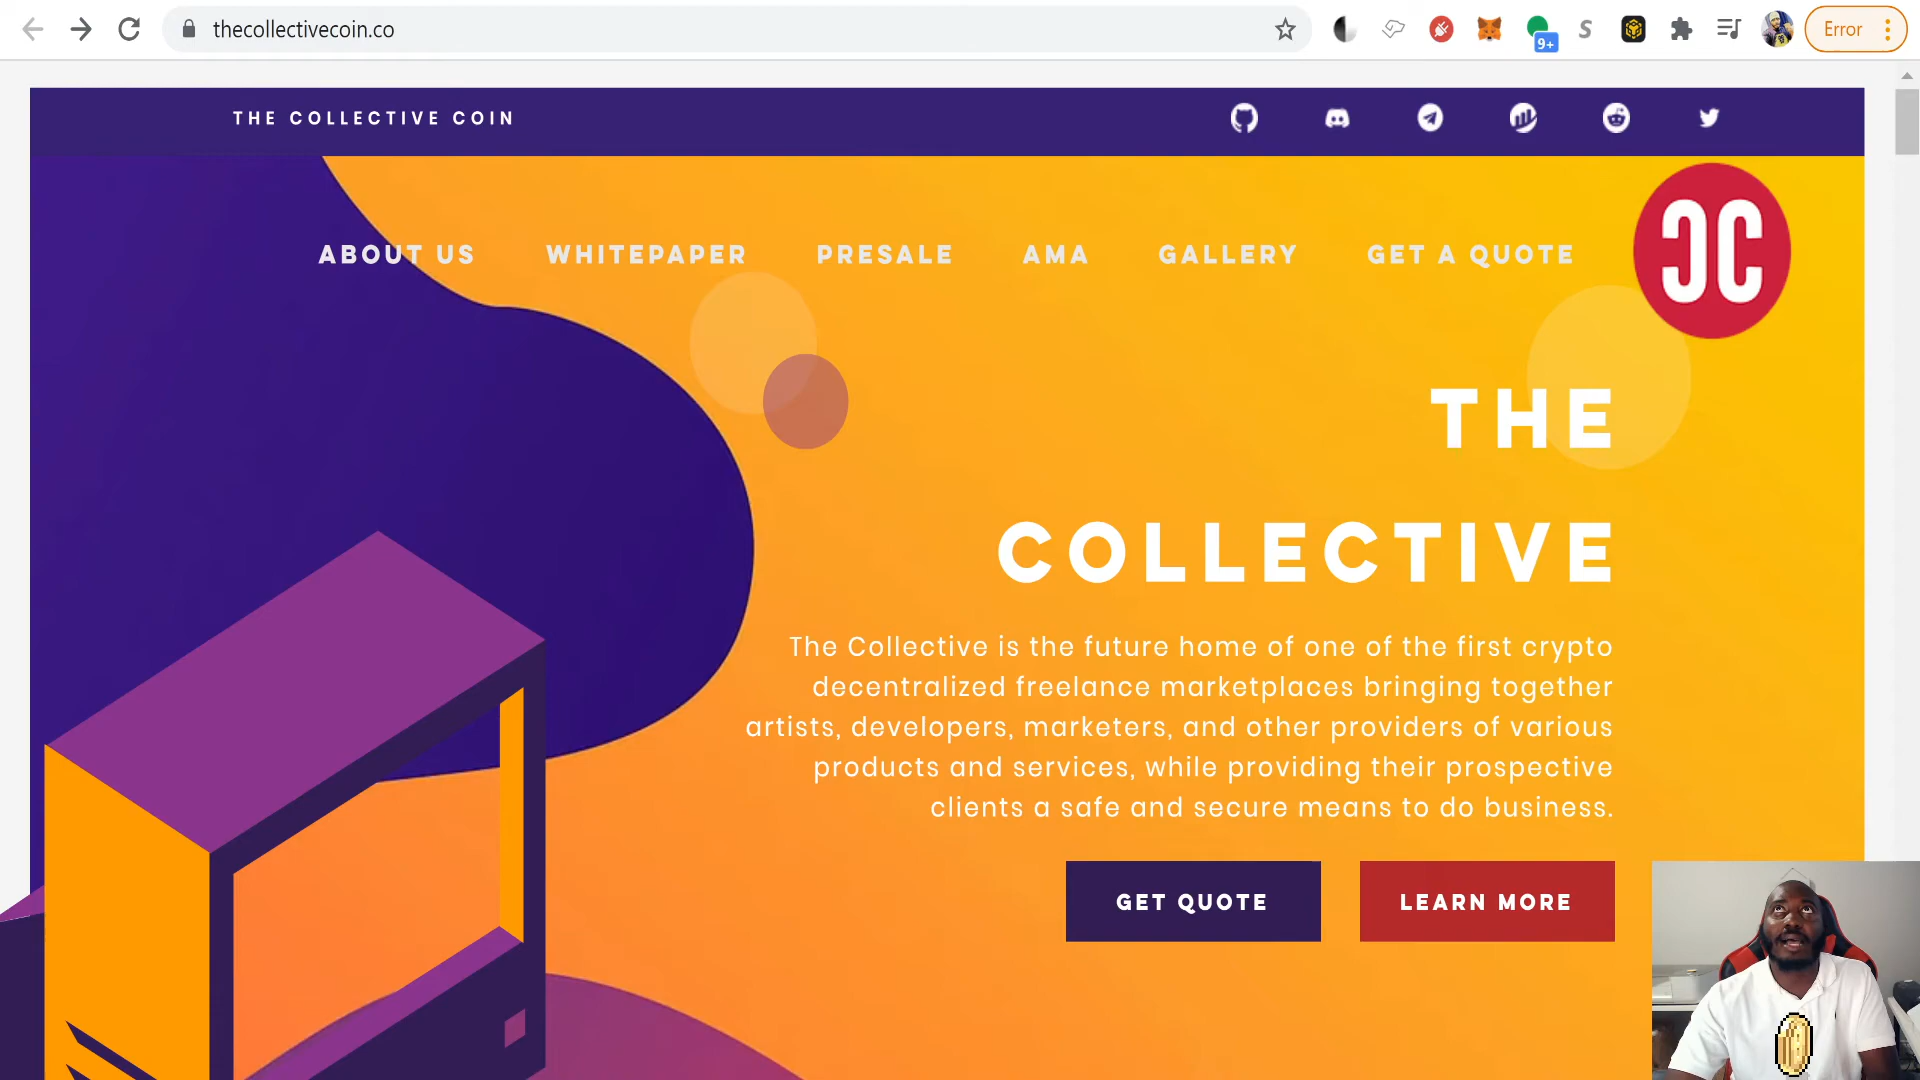 thecollectivecoin.co
Error
9+
THE COLLECTIVE COIN
ABOUT US
WHITEPAPER
PRESALE
AMA
GALLERY
GET A QUOTE
THE
COLLECTIVE
The Collective is the future home of one of the first crypto
decentralized freelance marketplaces bringing together
artists, developers, marketers, and other providers of various
products and services, while providing their prospective
clients a safe and secure means to do business.
GET QUOTE
LEARN MORE